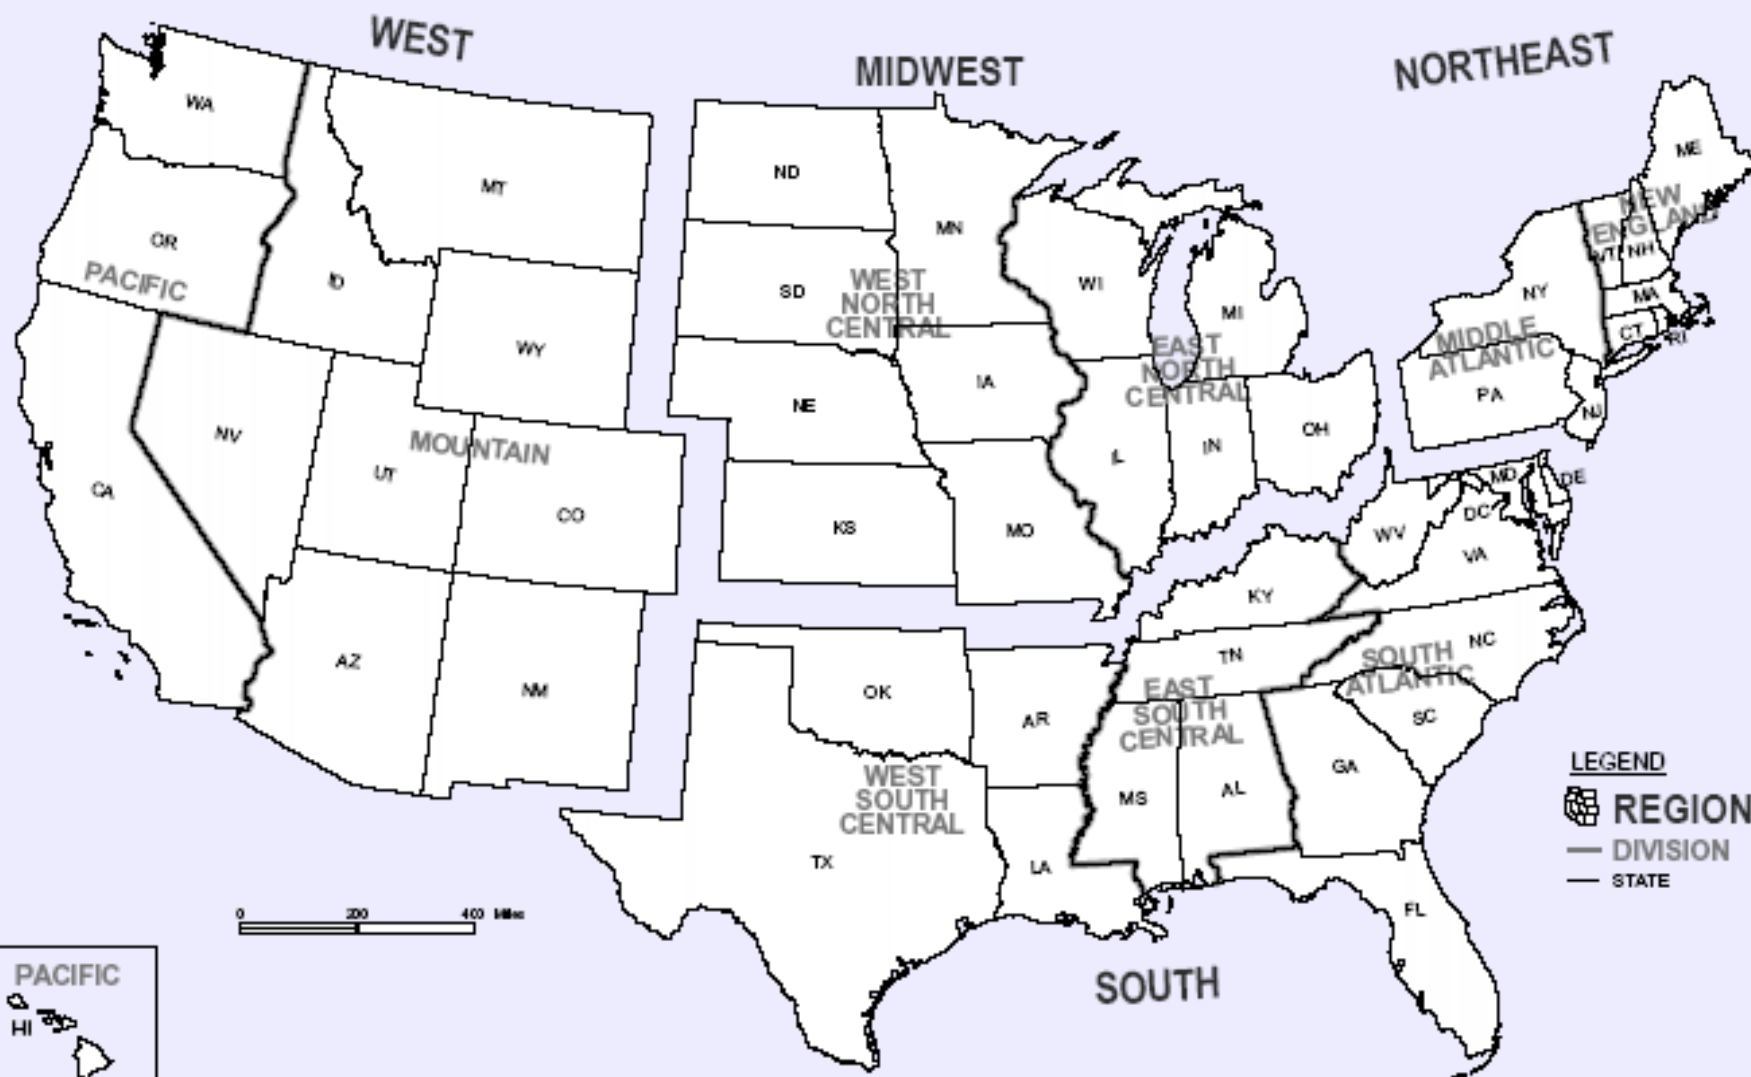 WEST
MIDWEST
NORTHEAST
WA
MT
ND
MN
ME
OR
ID
PACIFIC
SD
WEST
NORTH
CENTRAL
WI
MI
NEW
ENGLAND
VT
NH
NY
MA
CT
RI
MIDDLE
ATLANTIC
PA
NJ
WY
IA
EAST
NORTH
CENTRAL
NE
NV
MOUNTAIN
UT
CO
CA
KS
MO
IL
IN
OH
MD
DE
DC
WV
VA
KY
AZ
NM
OK
AR
TN
NC
SOUTH
ATLANTIC
SC
EAST
SOUTH
CENTRAL
WEST
SOUTH
CENTRAL
MS
AL
GA
TX
LA
FL
LEGEND
REGION
DIVISION
STATE
0 200 400 Miles
SOUTH
PACIFIC
HI